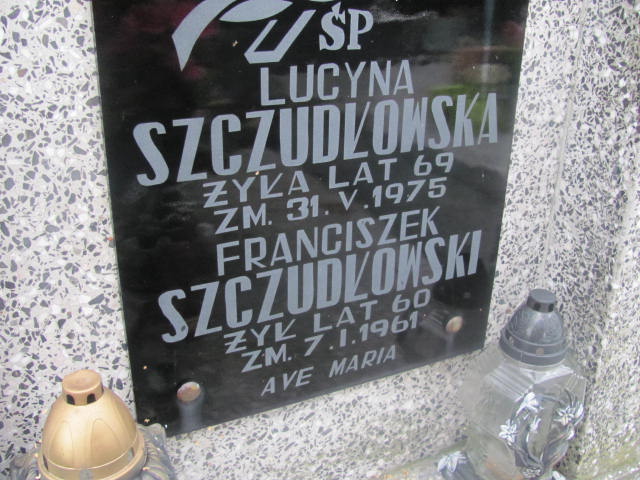 ŚP
LUCYNA
SZCZUDŁOWSKA
ŻYŁA LAT 69
ZM. 31. V. 1975
FRANCISZEK
SZCZUDŁOWSKI
ŻYŁ LAT 60
ZM. 7. I. 1961
AVE MARIA